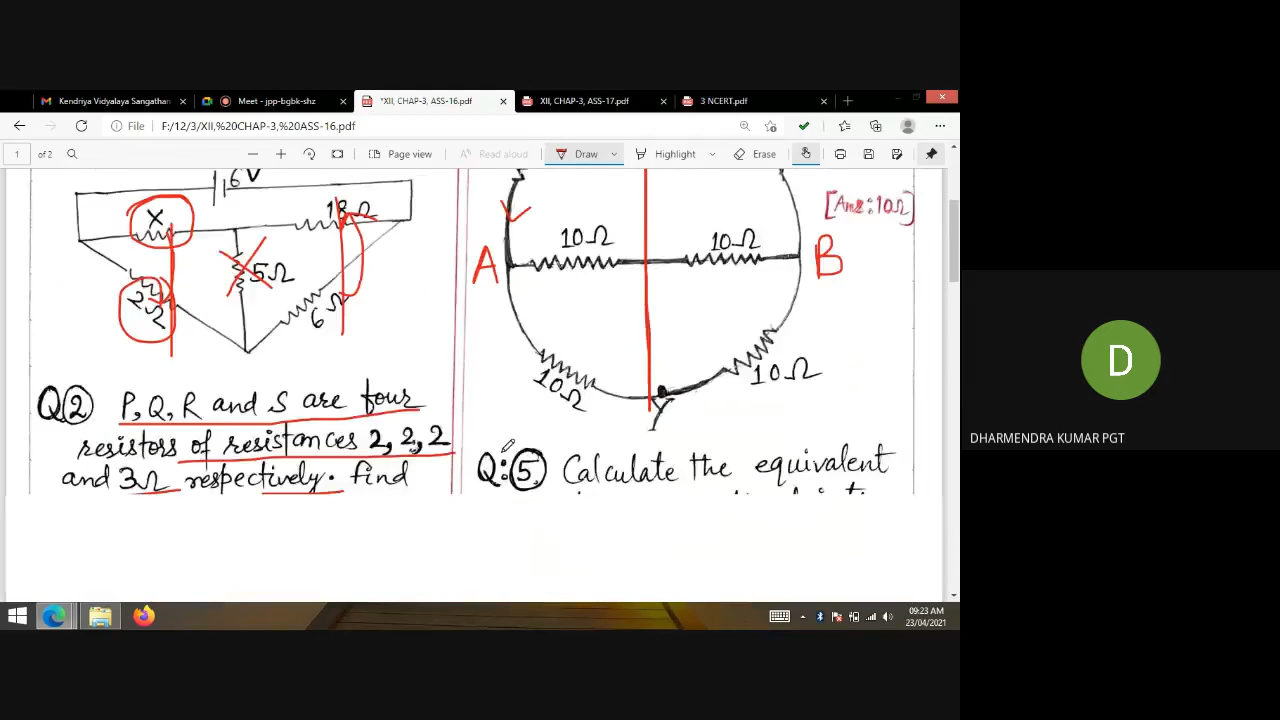 Kendriya Vidyalaya Sangathan
Meet - jpp-bgbk-shz
*XII, CHAP-3, ASS-16.pdf
XII, CHAP-3, ASS-17.pdf
3 NCERT.pdf
File
F:/12/3/XII,%20CHAP-3,%20ASS-16.pdf
1
of 2
Page view
Read aloud
Draw
Highlight
Erase
6V
X
18Ω
5Ω
2Ω
6Ω
[Ans: 10Ω]
10Ω
10Ω
A
B
10Ω
10Ω
Y
Q② P, Q, R and S are four
resistors of resistances 2, 2, 2
and 3Ω respectively. find
Q:⑤ Calculate the equivalent
D
DHARMENDRA KUMAR PGT
09:23 AM
23/04/2021